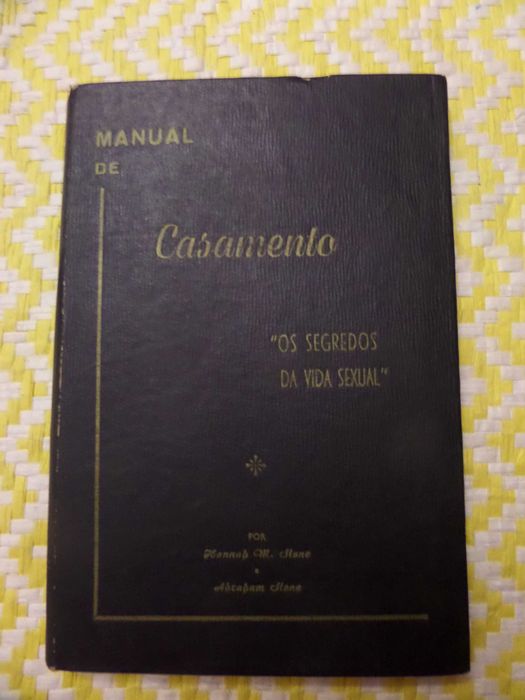 MANUAL
DE
Casamento
"OS SEGREDOS
DA VIDA SEXUAL"
POR
Hannah M. Stone
e
Abraham Stone